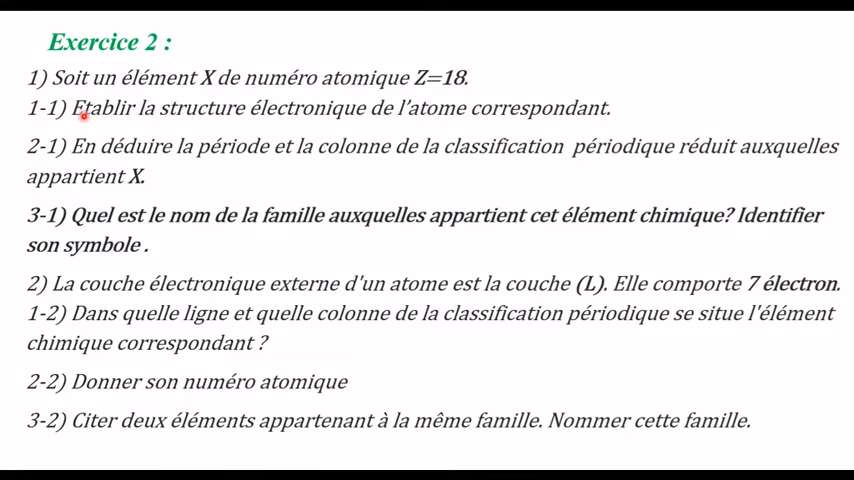 Exercice 2 :
1) Soit un élément X de numéro atomique Z=18.
1-1) Etablir la structure électronique de l’atome correspondant.
2-1) En déduire la période et la colonne de la classification périodique réduit auxquelles
appartient X.
3-1) Quel est le nom de la famille auxquelles appartient cet élément chimique? Identifier
son symbole .
2) La couche électronique externe d'un atome est la couche (L). Elle comporte 7 électron.
1-2) Dans quelle ligne et quelle colonne de la classification périodique se situe l'élément
chimique correspondant ?
2-2) Donner son numéro atomique
3-2) Citer deux éléments appartenant à la même famille. Nommer cette famille.